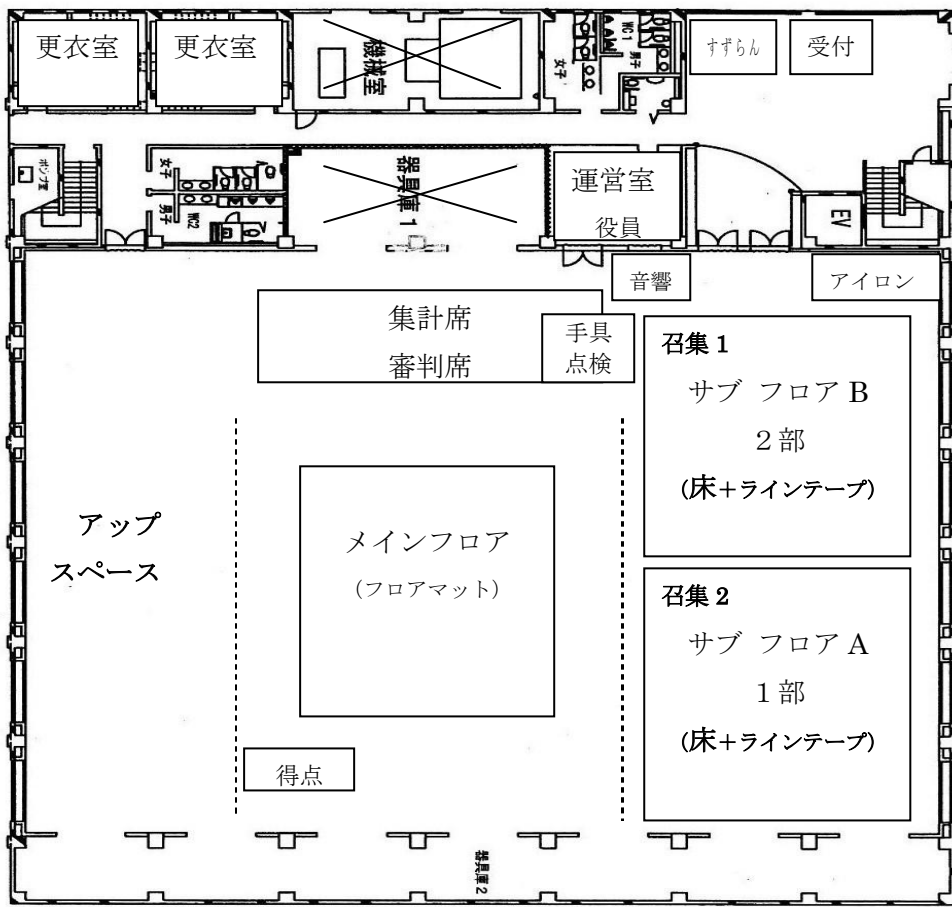 更衣室
更衣室
機械室
女子
男子
WC1
すずらん
受付
ポンプ室
女子
男子
WC2
器具庫1
運営室
役員
EV
音響
アイロン
集計席
審判席
手具
点検
召集1
サブ フロアB
2部
(床+ラインテープ)
アップ
スペース
メインフロア
(フロアマット)
召集2
サブ フロアA
1部
(床+ラインテープ)
得点
器具庫2